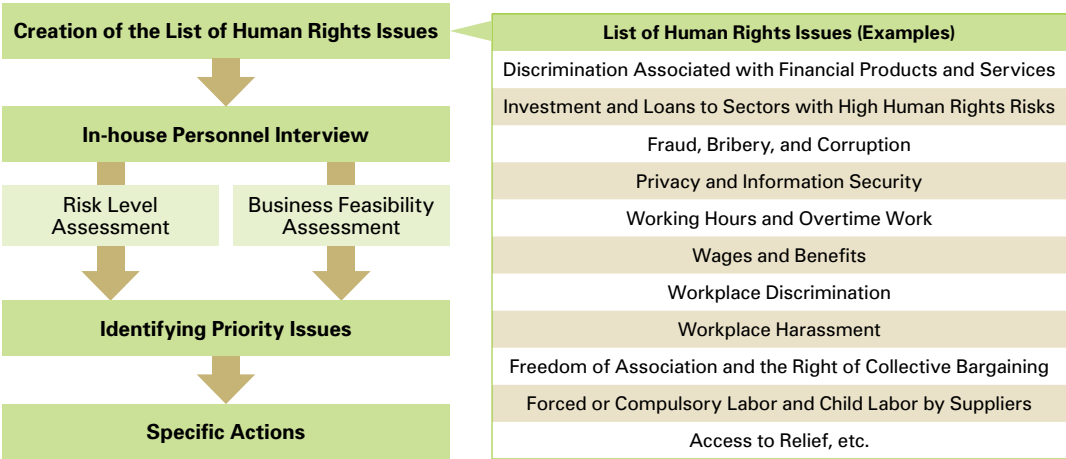 Creation of the List of Human Rights Issues
In-house Personnel Interview
Risk Level
Assessment
Business Feasibility
Assessment
Identifying Priority Issues
Specific Actions
List of Human Rights Issues (Examples)
Discrimination Associated with Financial Products and Services
Investment and Loans to Sectors with High Human Rights Risks
Fraud, Bribery, and Corruption
Privacy and Information Security
Working Hours and Overtime Work
Wages and Benefits
Workplace Discrimination
Workplace Harassment
Freedom of Association and the Right of Collective Bargaining
Forced or Compulsory Labor and Child Labor by Suppliers
Access to Relief, etc.